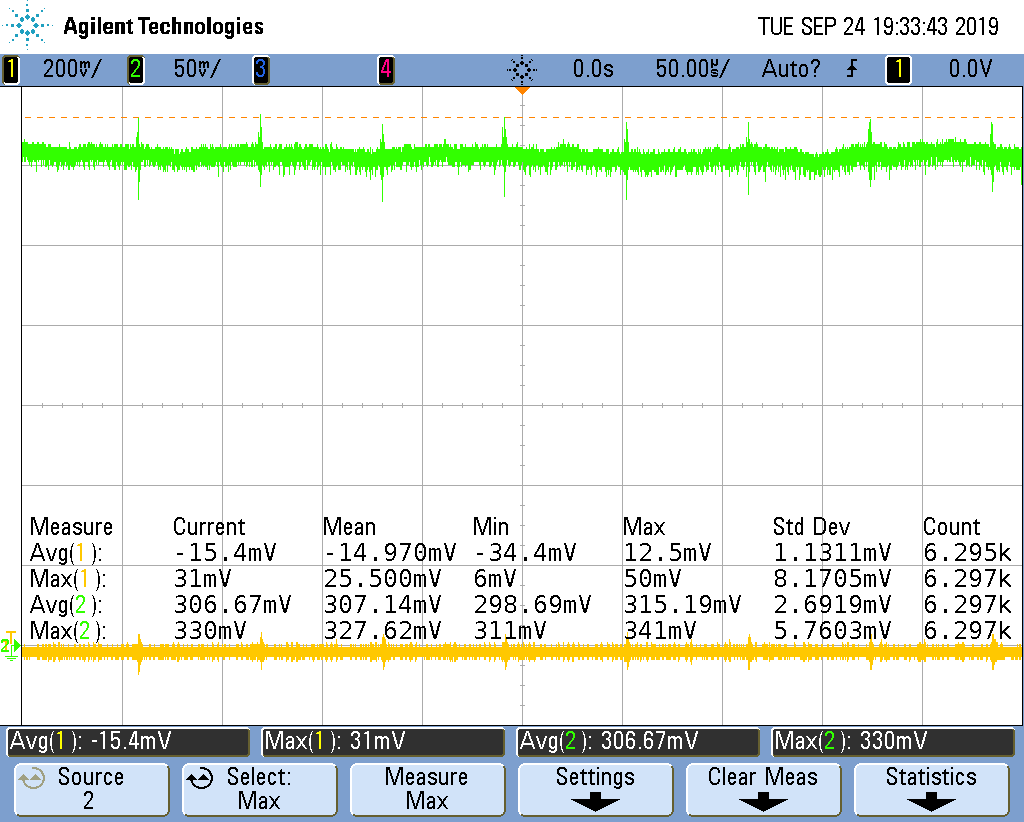 Agilent Technologies TUE SEP 24 19:33:43 2019
1 200mV/ 2 50mV/ 3 4 0.0s 50.00µs/ Auto? 1 0.0V
Measure Current Mean Min Max Std Dev Count
Avg(1): -15.4mV -14.970mV -34.4mV 12.5mV 1.1311mV 6.295k
Max(1): 31mV 25.500mV 6mV 50mV 8.1705mV 6.297k
Avg(2): 306.67mV 307.14mV 298.69mV 315.19mV 2.6919mV 6.297k
Max(2): 330mV 327.62mV 311mV 341mV 5.7603mV 6.297k
2
Avg(1): -15.4mV Max(1): 31mV Avg(2): 306.67mV Max(2): 330mV
Source Select: Measure Settings Clear Meas Statistics
2 Max Max